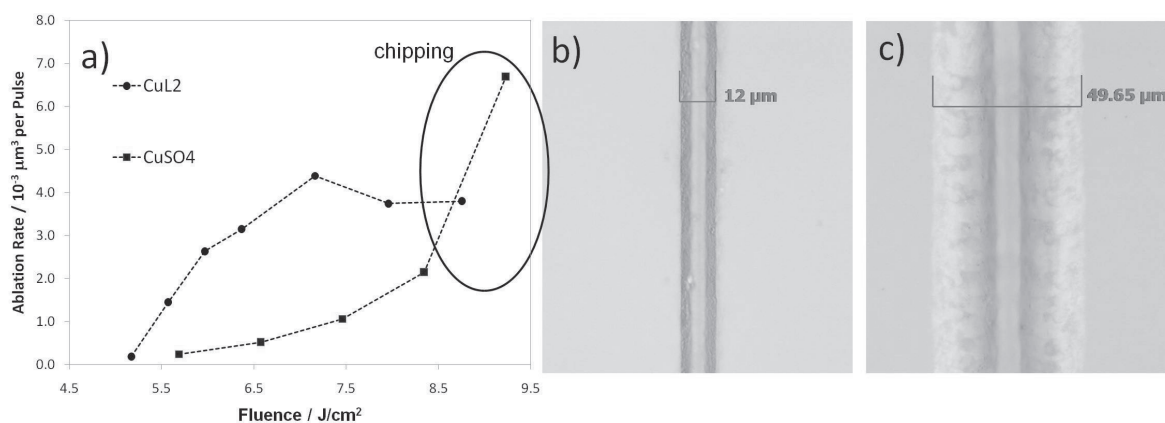 a)
chipping
CuL2
CuSO4
8.0
7.0
6.0
5.0
4.0
3.0
2.0
1.0
0.0
Ablation Rate / 10⁻³ µm³ per Pulse
4.5 5.5 6.5 7.5 8.5 9.5
Fluence / J/cm²
b)
12 µm
c)
49.65 µm